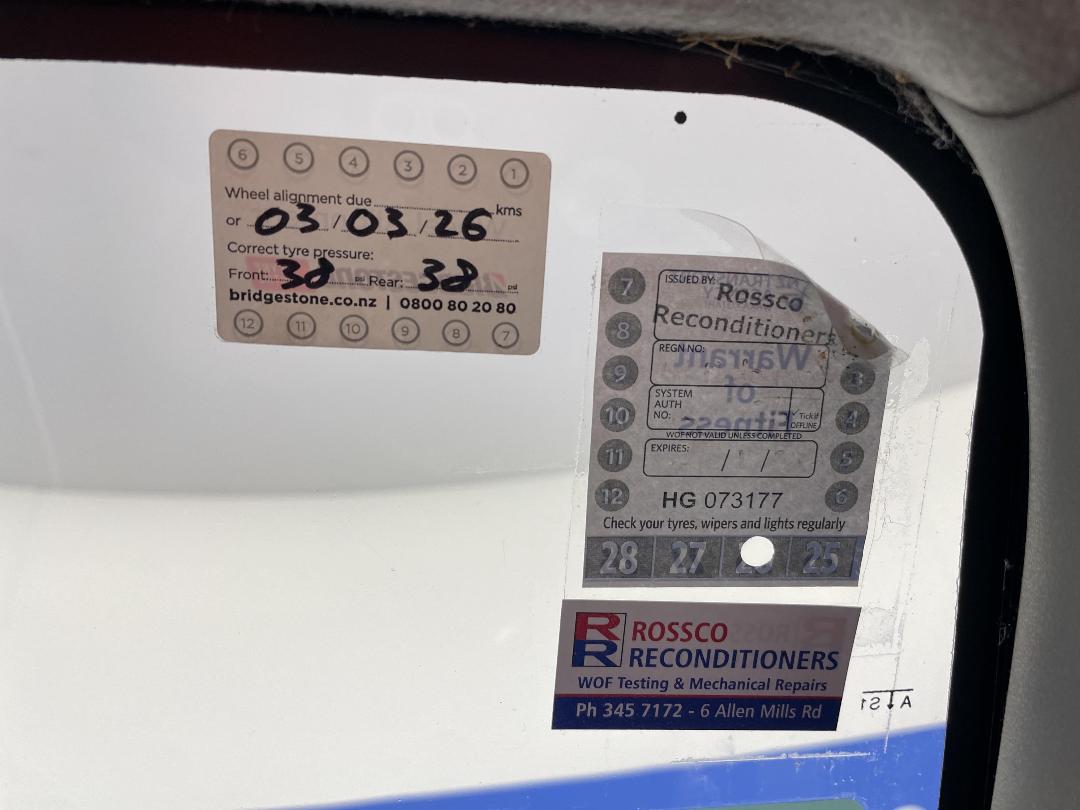 6 5 4 3 2 1
Wheel alignment due kms
or 03/03/26
Correct tyre pressure:
Front: 38 psi Rear: 38 psi
bridgestone.co.nz | 0800 80 20 80
12 11 10 9 8 7
7 ISSUED BY: Rossco
8 Reconditioners
REGN NO:
9 3
Warrant
of
Fitness
SYSTEM
AUTH
10 NO: ✓ Tick if OFFLINE 4
WOF NOT VALID UNLESS COMPLETED
11 EXPIRES: / / 5
12 HG 073177 6
Check your tyres, wipers and lights regularly
28 27 25
R ROSSCO
R RECONDITIONERS
WOF Testing & Mechanical Repairs
Ph 345 7172 - 6 Allen Mills Rd
A↓S1